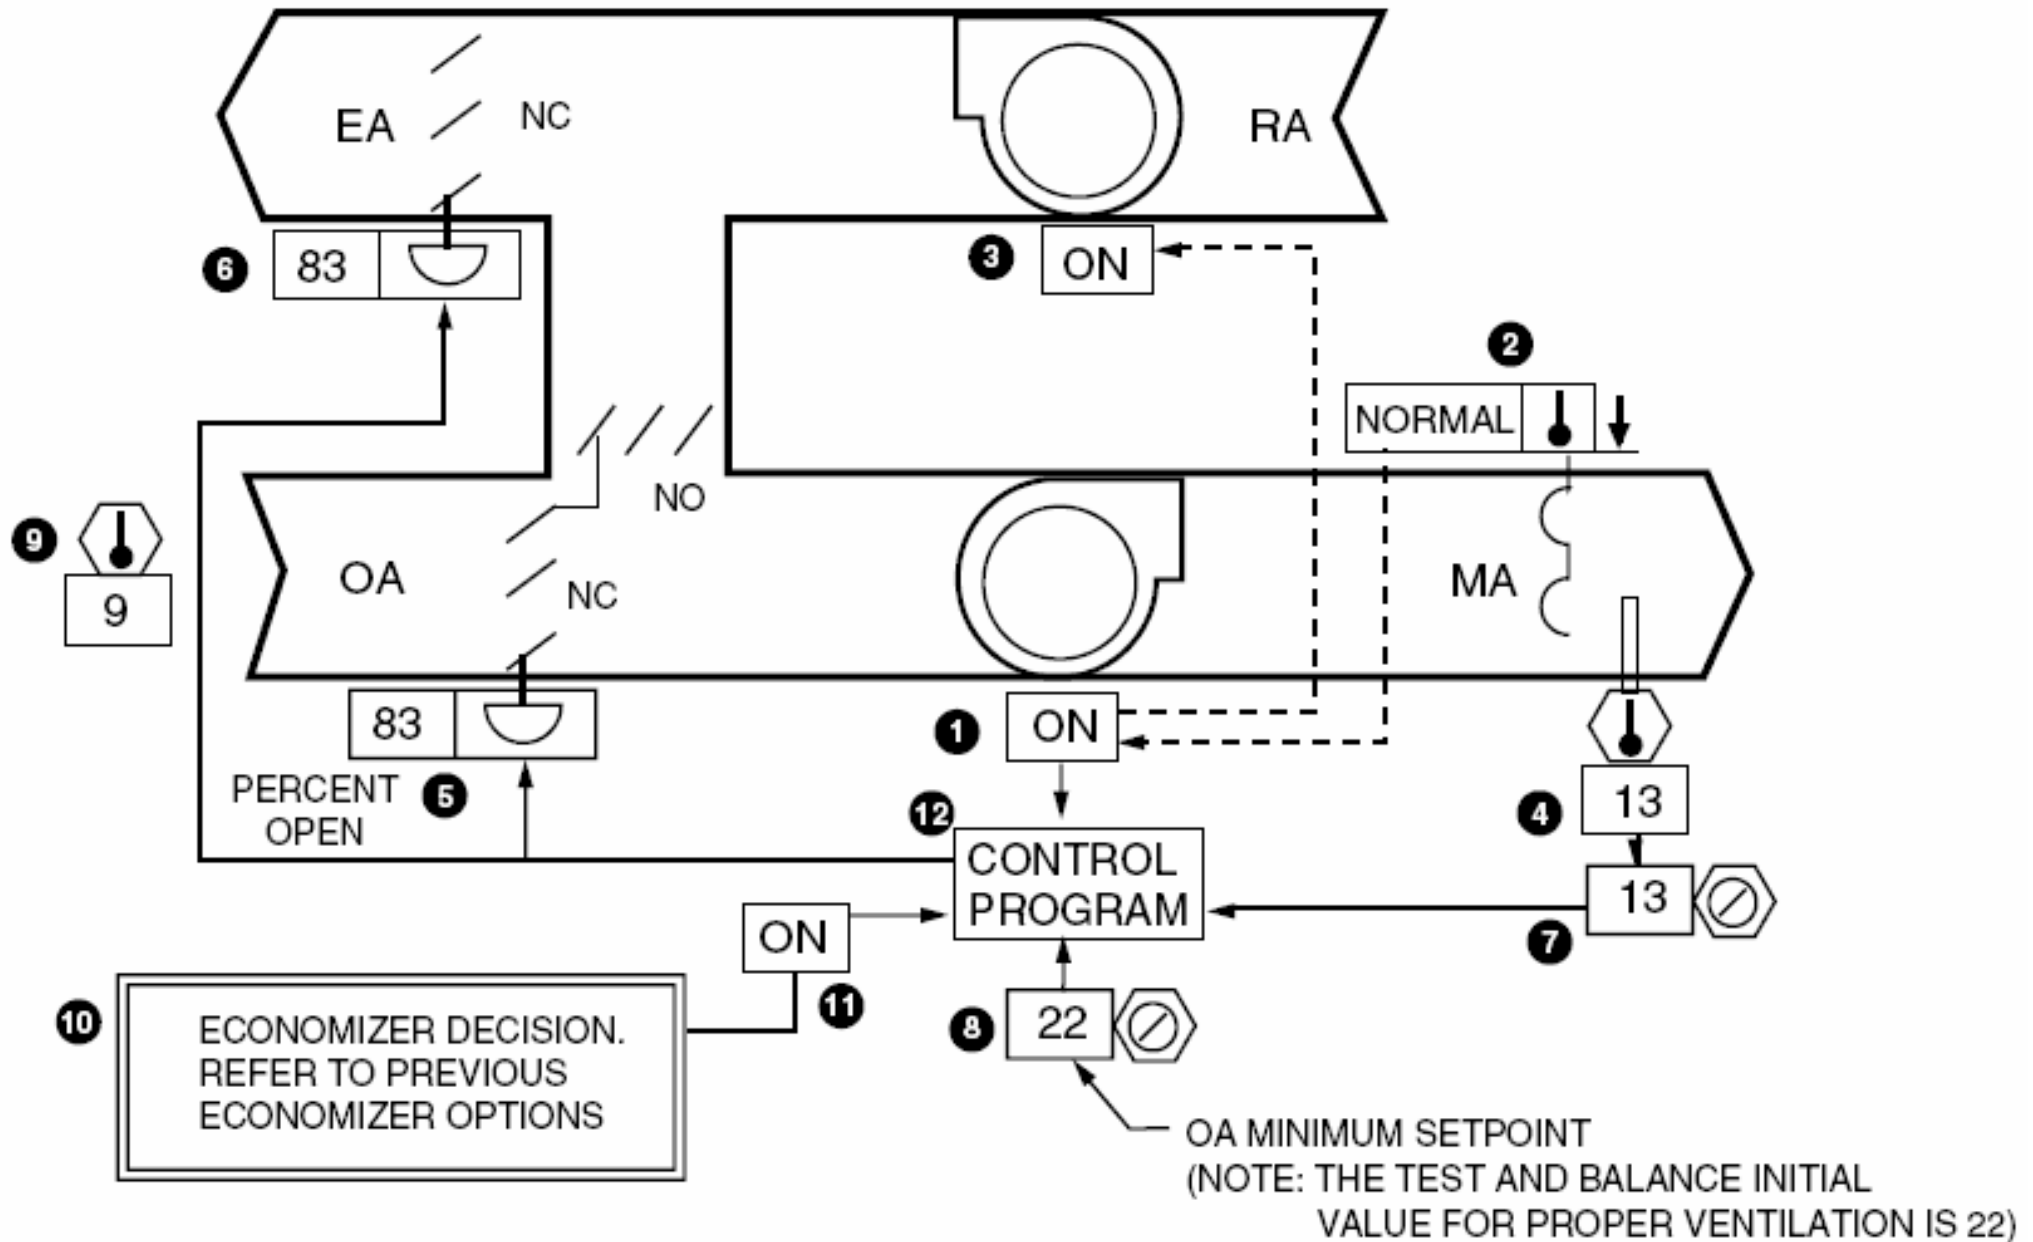 EA
NC
RA
6
83
3
ON
2
NORMAL
NO
9
9
OA
NC
MA
83
1
ON
PERCENT
OPEN
5
12
4
13
CONTROL
PROGRAM
13
7
ON
11
10
ECONOMIZER DECISION.
REFER TO PREVIOUS
ECONOMIZER OPTIONS
8
22
OA MINIMUM SETPOINT
(NOTE: THE TEST AND BALANCE INITIAL
VALUE FOR PROPER VENTILATION IS 22)